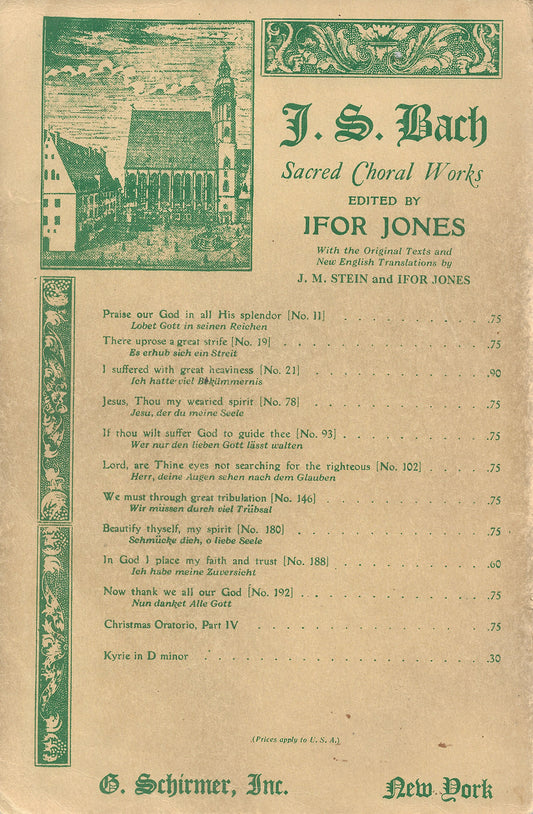 J. S. Bach
Sacred Choral Works
EDITED BY
IFOR JONES
With the Original Texts and
New English Translations by
J. M. STEIN and IFOR JONES
Praise our God in all His splendor [No. 11] . . . . . . . . . . . .75
Lobet Gott in seinen Reichen
There uprose a great strife [No. 19] . . . . . . . . . . . . .75
Es erhub sich ein Streit
I suffered with great heaviness [No. 21] . . . . . . . . . . . .90
Ich hatte viel Bekümmernis
Jesus, Thou my wearied spirit [No. 78] . . . . . . . . . . . .75
Jesu, der du meine Seele
If thou wilt suffer God to guide thee [No. 93] . . . . . . . . . . .75
Wer nur den lieben Gott lässt walten
Lord, are Thine eyes not searching for the righteous [No. 102] . . . . .75
Herr, deine Augen sehen nach dem Glauben
We must through great tribulation [No. 146] . . . . . . . . . . .75
Wir müssen durch viel Trübsal
Beautify thyself, my spirit [No. 180] . . . . . . . . . . . . .75
Schmücke dich, o liebe Seele
In God I place my faith and trust [No. 188] . . . . . . . . . . .60
Ich habe meine Zuversicht
Now thank we all our God [No. 192] . . . . . . . . . . . . .75
Nun danket Alle Gott
Christmas Oratorio, Part IV . . . . . . . . . . . . . . .75
Kyrie in D minor . . . . . . . . . . . . . . . . . .30
(Prices apply to U. S. A.)
G. Schirmer, Inc. New York